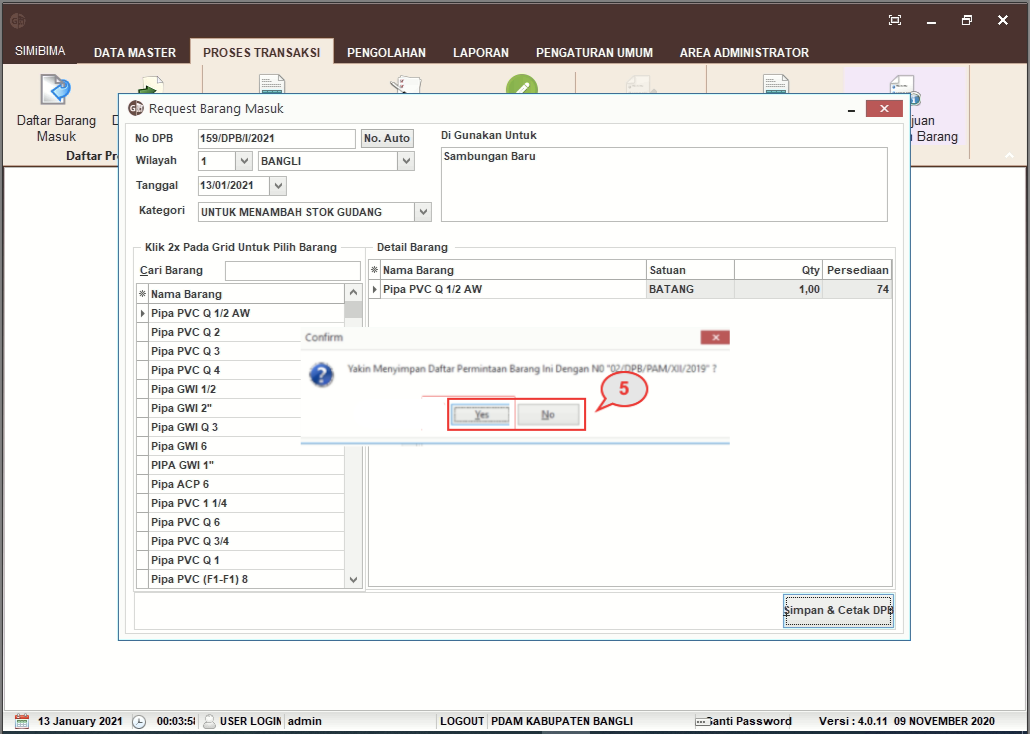 SIMiBIMA
DATA MASTER
PROSES TRANSAKSI
PENGOLAHAN
LAPORAN
PENGATURAN UMUM
AREA ADMINISTRATOR
Daftar Barang
Masuk
Daftar
Barang
Request Barang Masuk
No DPB
159/DPB/I/2021
No. Auto
Wilayah
1
BANGLI
Tanggal
13/01/2021
Kategori
UNTUK MENAMBAH STOK GUDANG
Di Gunakan Untuk
Sambungan Baru
Klik 2x Pada Grid Untuk Pilih Barang
Cari Barang
Nama Barang
Pipa PVC Q 1/2 AW
Pipa PVC Q 2
Pipa PVC Q 3
Pipa PVC Q 4
Pipa GWI 1/2
Pipa GWI 2"
Pipa GWI Q 3
Pipa GWI 6
PIPA GWI 1"
Pipa ACP 6
Pipa PVC 1 1/4
Pipa PVC Q 6
Pipa PVC Q 3/4
Pipa PVC Q 1
Pipa PVC (F1-F1) 8
Detail Barang
Nama Barang Satuan Qty Persediaan
Pipa PVC Q 1/2 AW BATANG 1,00 74
Confirm
Yakin Menyimpan Daftar Permintaan Barang Ini Dengan N0 "02/DPB/PAM/XII/2019" ?
5
Yes
No
Simpan & Cetak DPB
13 January 2021
00:03:5
USER LOGIN
admin
LOGOUT
PDAM KABUPATEN BANGLI
Ganti Password
Versi : 4.0.11 09 NOVEMBER 2020